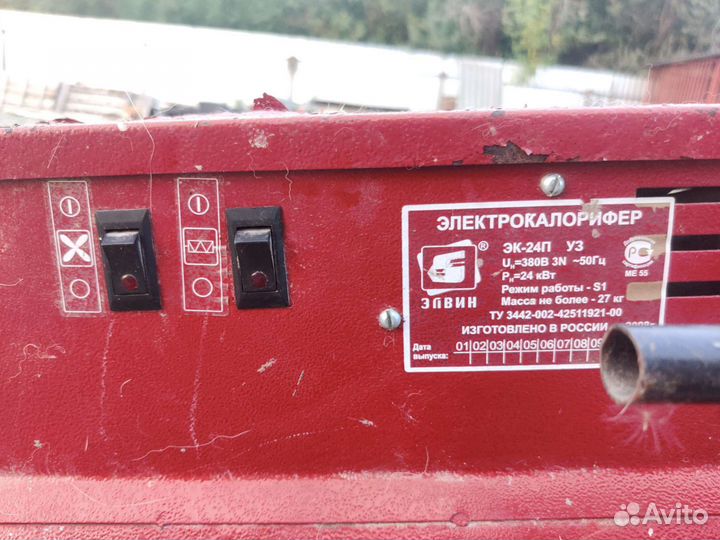 ЭЛЕКТРОКАЛОРИФЕР
ЭК-24П УЗ
Uн=380В 3N ~50Гц
Рн=24 кВт
Режим работы - S1
Масса не более - 27 кг
ТУ 3442-002-42511921-00
ИЗГОТОВЛЕНО В РОССИИ
® ЭЛВИН
РС
МЕ 55
Дата выпуска:
01 02 03 04 05 06 07 08
Avito